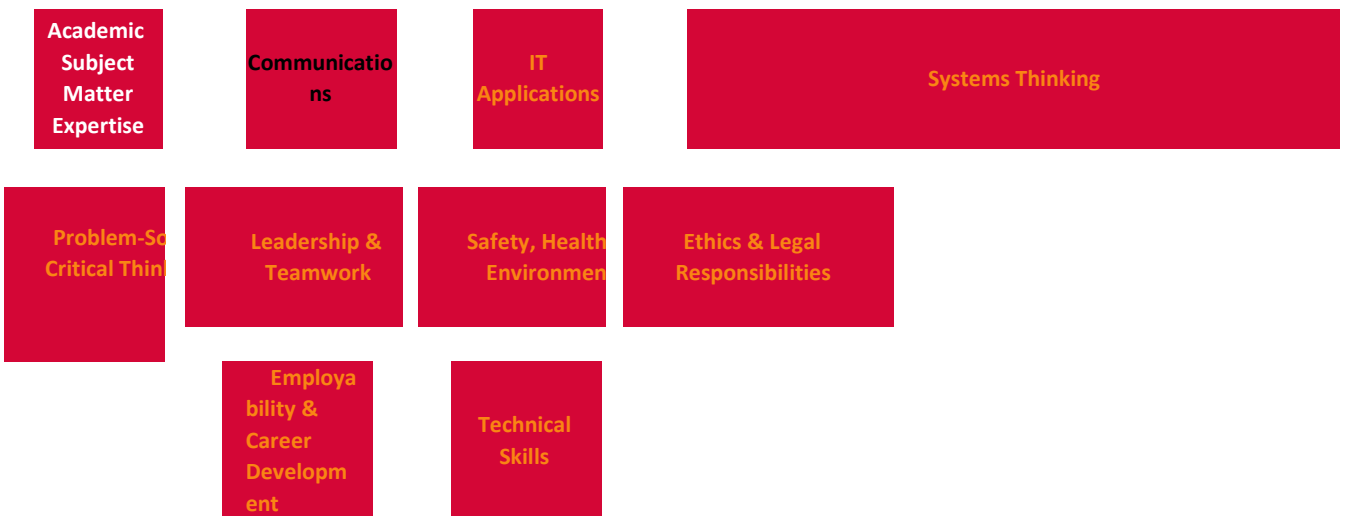 Academic
Subject
Matter
Expertise
Communicatio
ns
IT
Applications
Systems Thinking
Problem-So
Critical Thin
Leadership &
Teamwork
Safety, Health
Environmen
Ethics & Legal
Responsibilities
Employa
bility &
Career
Developm
ent
Technical
Skills